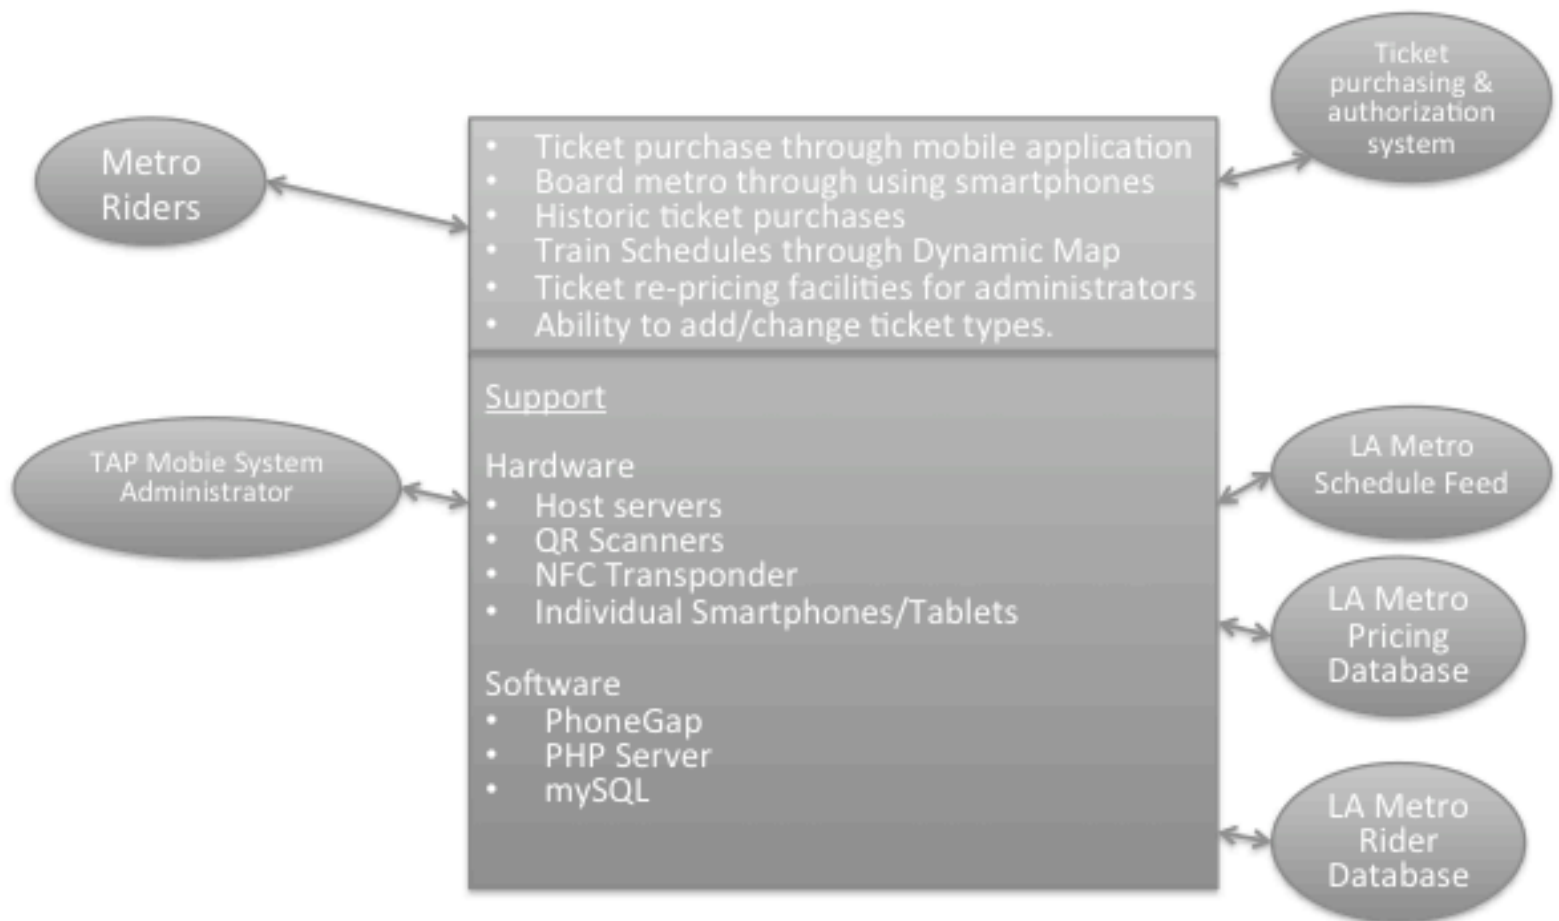 Metro
Riders
TAP Mobie System
Administrator
• Ticket purchase through mobile application
• Board metro through using smartphones
• Historic ticket purchases
• Train Schedules through Dynamic Map
• Ticket re-pricing facilities for administrators
• Ability to add/change ticket types.
Support
Hardware
• Host servers
• QR Scanners
• NFC Transponder
• Individual Smartphones/Tablets
Software
• PhoneGap
• PHP Server
• mySQL
Ticket
purchasing &
authorization
system
LA Metro
Schedule Feed
LA Metro
Pricing
Database
LA Metro
Rider
Database